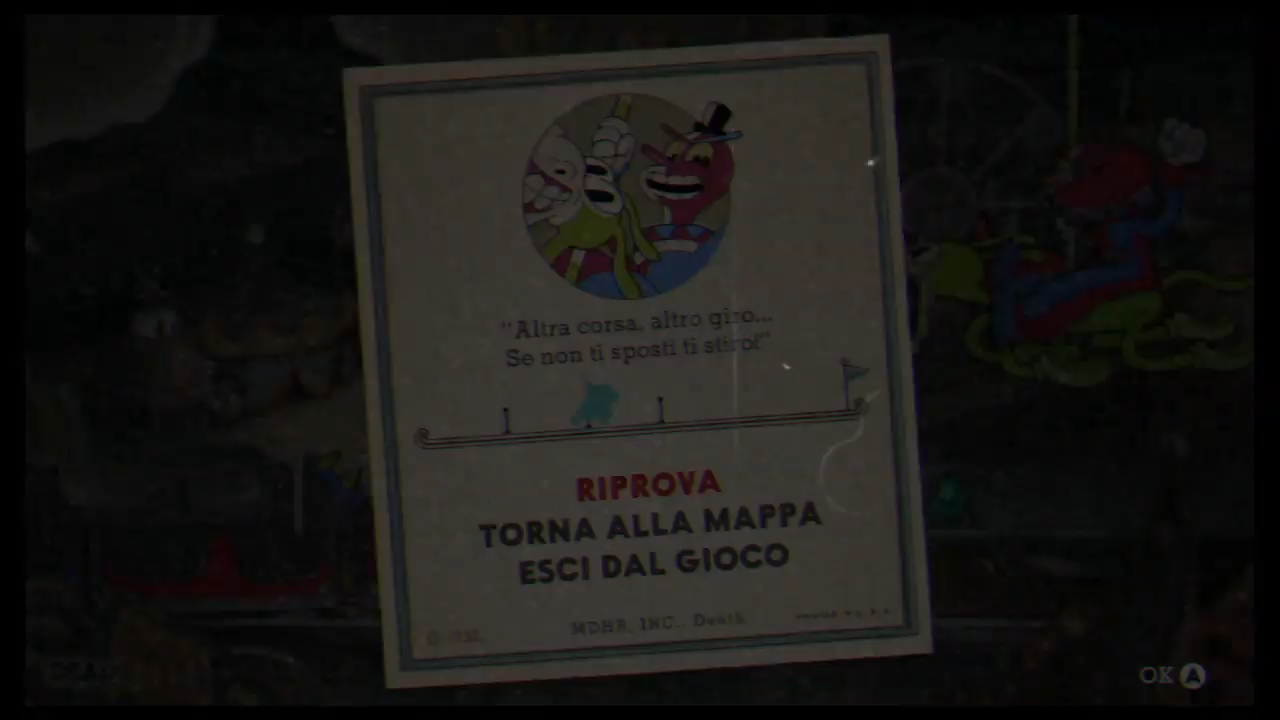 "Altra corsa, altro giro...
Se non ti sposti ti stiro!"
RIPROVA
TORNA ALLA MAPPA
ESCI DAL GIOCO
MDHR, INC., Death
© 1930,
OK A